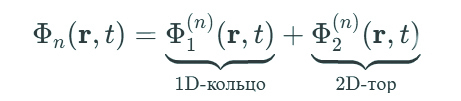 Φₙ(r, t) = Φ₁⁽ⁿ⁾(r, t) + Φ₂⁽ⁿ⁾(r, t)
1D-кольцо 2D-тор